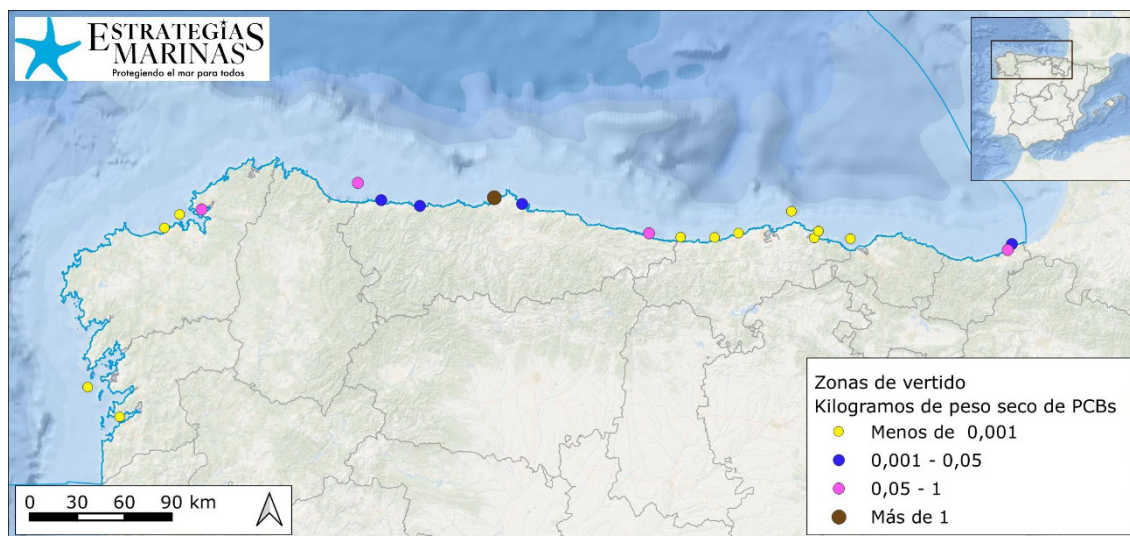 ESTRATEGIAS
MARINAS
Protegiendo el mar para todos
Zonas de vertido
Kilogramos de peso seco de PCBs
Menos de 0,001
0,001 - 0,05
0,05 - 1
Más de 1
0 30 60 90 km